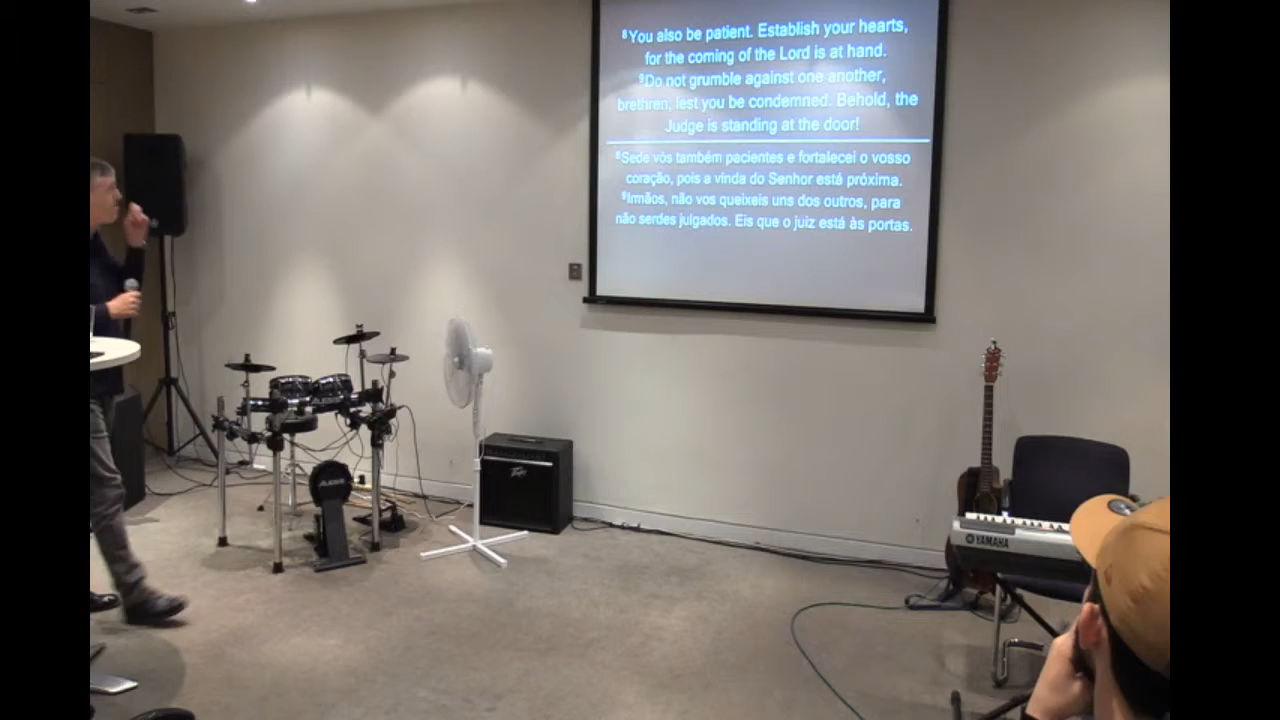 ⁸You also be patient. Establish your hearts,
for the coming of the Lord is at hand.
⁹Do not grumble against one another,
brethren, lest you be condemned. Behold, the
Judge is standing at the door!
⁸Sede vós também pacientes e fortalecei o vosso
coração, pois a vinda do Senhor está próxima.
⁹Irmãos, não vos queixeis uns dos outros, para
não serdes julgados. Eis que o juiz está às portas.
ALESIS
Peavey
YAMAHA